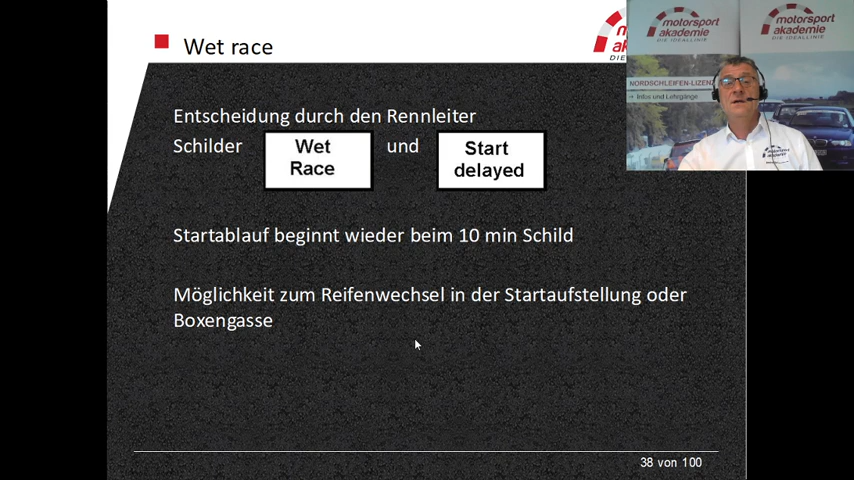 Wet race
motorsport
akademie
DIE IDEALLINIE
motorsport
akademie
DIE IDEALLINIE
NORDSCHLEIFEN-LIZENZ
Infos und Lehrgänge
Entscheidung durch den Rennleiter
Schilder Wet Race und Start delayed
Startablauf beginnt wieder beim 10 min Schild
Möglichkeit zum Reifenwechsel in der Startaufstellung oder
Boxengasse
38 von 100